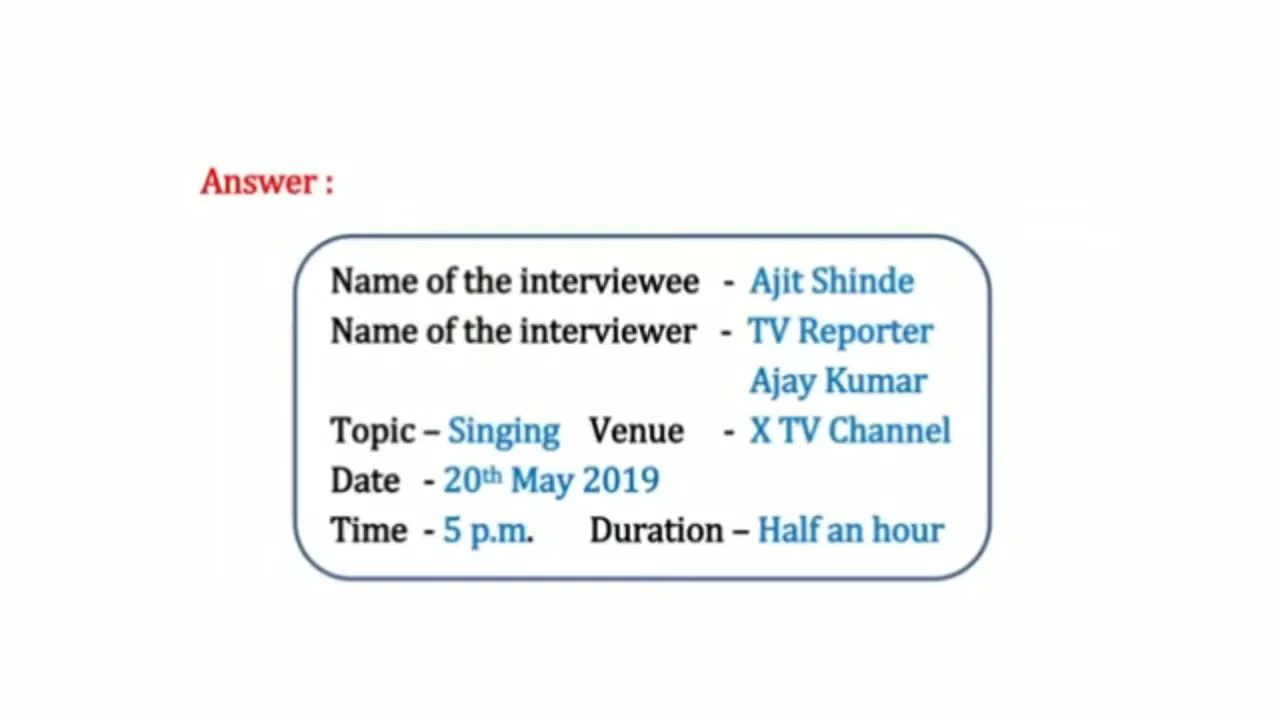 Answer :
Name of the interviewee - Ajit Shinde
Name of the interviewer - TV Reporter
Ajay Kumar
Topic – Singing Venue - X TV Channel
Date - 20th May 2019
Time - 5 p.m. Duration – Half an hour